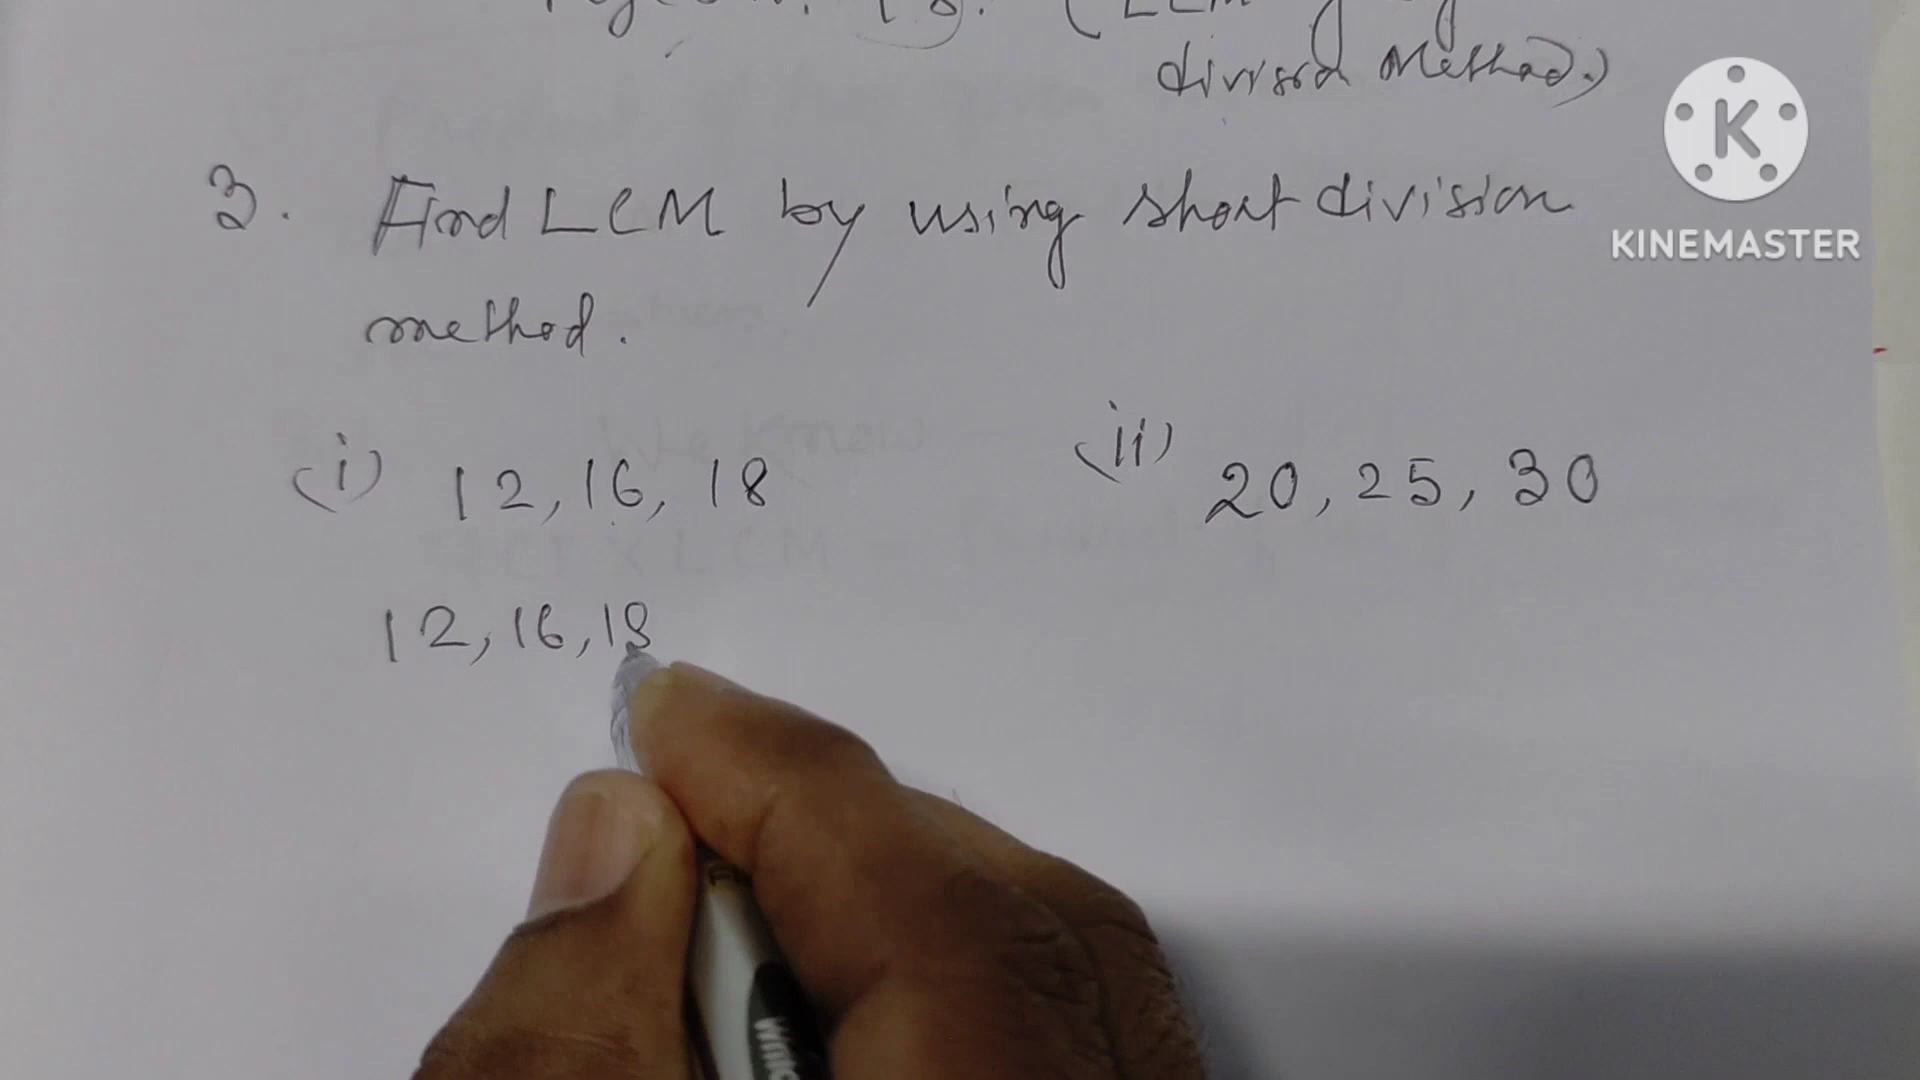 division Method.)
3. Find LCM by using short division
method.
(i) 12, 16, 18
(ii) 20, 25, 30
12, 16, 18
KINEMASTER